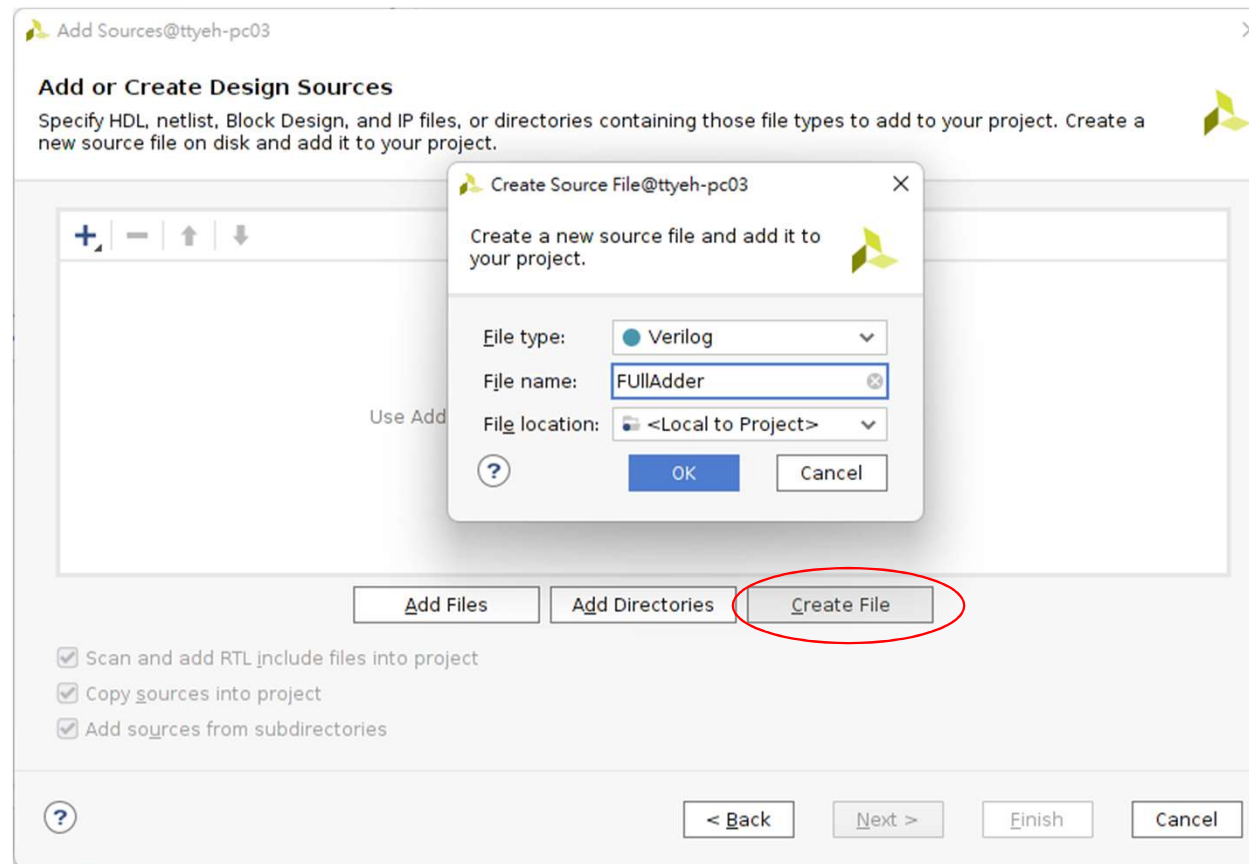 Add Sources@ttyeh-pc03
Add or Create Design Sources
Specify HDL, netlist, Block Design, and IP files, or directories containing those file types to add to your project. Create a
new source file on disk and add it to your project.
Create Source File@ttyeh-pc03
Create a new source file and add it to
your project.
File type: Verilog
File name: FUllAdder
File location: <Local to Project>
? OK Cancel
Use Add
Add Files Add Directories Create File
Scan and add RTL include files into project
Copy sources into project
Add sources from subdirectories
? < Back Next > Finish Cancel